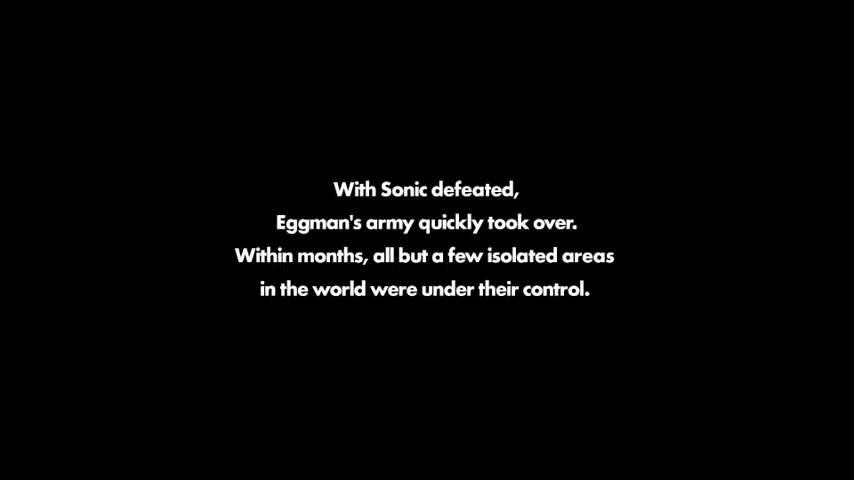 With Sonic defeated,
Eggman's army quickly took over.
Within months, all but a few isolated areas
in the world were under their control.